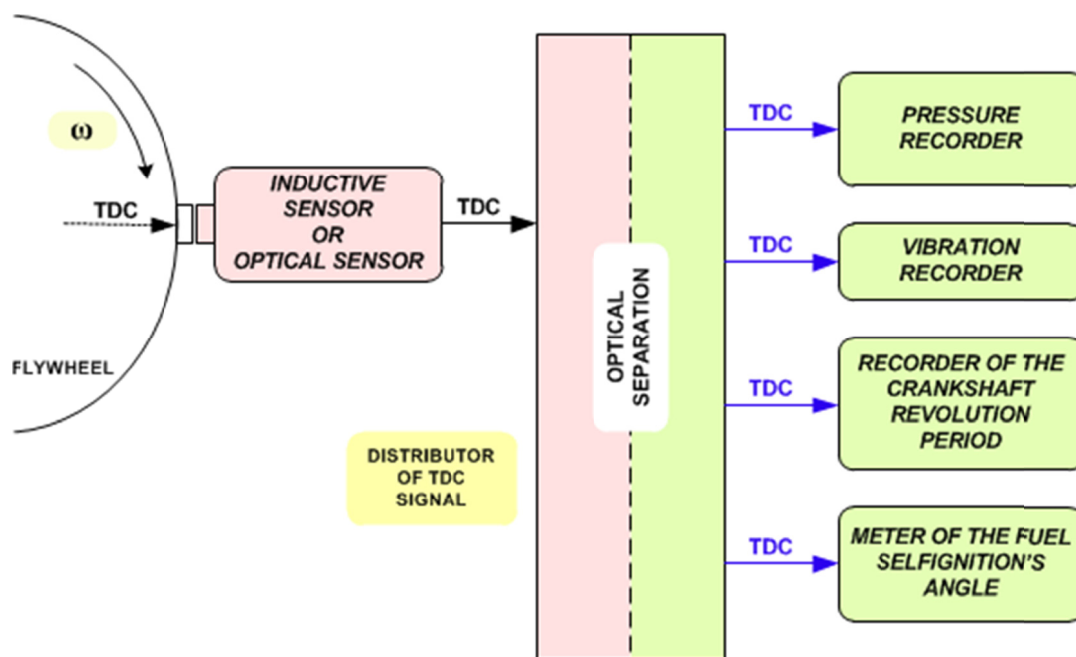 ω
TDC
FLYWHEEL
INDUCTIVE
SENSOR
OR
OPTICAL SENSOR
TDC
DISTRIBUTOR
OF TDC
SIGNAL
OPTICAL
SEPARATION
TDC
PRESSURE
RECORDER
TDC
VIBRATION
RECORDER
TDC
RECORDER OF THE
CRANKSHAFT
REVOLUTION
PERIOD
TDC
METER OF THE FUEL
SELFIGNITION'S
ANGLE